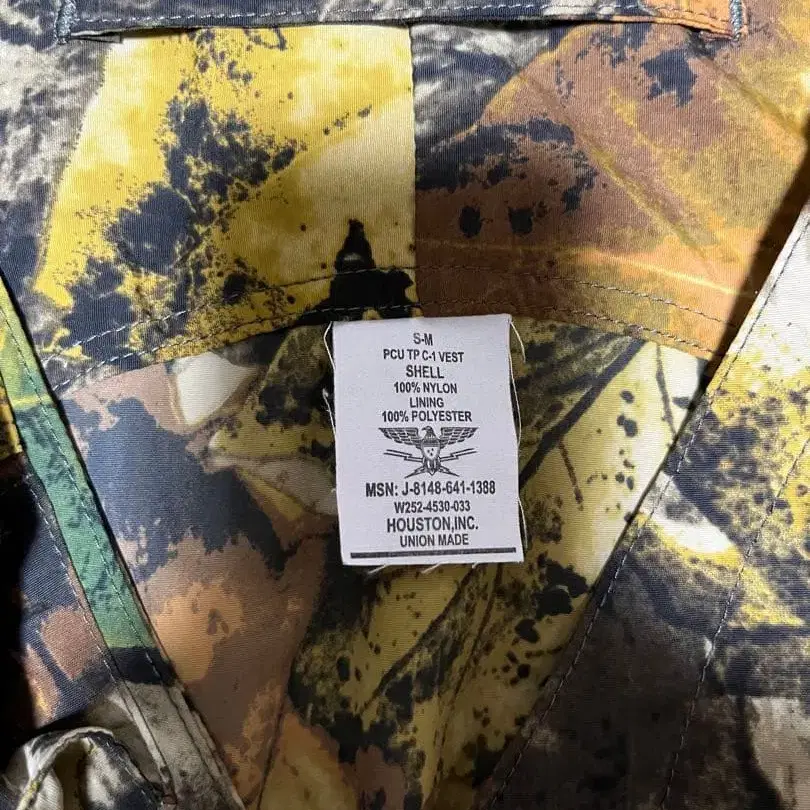 S-M
PCU TP C-1 VEST
SHELL
100% NYLON
LINING
100% POLYESTER
MSN: J-8148-641-1388
W252-4530-033
HOUSTON,INC.
UNION MADE